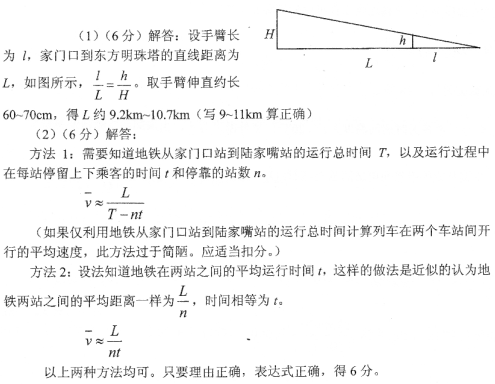 （1）（6分）解答：设手臂长
为 l，家门口到东方明珠塔的直线距离为
L，如图所示，l/L=h/H。取手臂伸直约长
60~70cm，得 L 约 9.2km~10.7km（写 9~11km 算正确）
H
h
L
l
（2）（6分）解答：
方法 1：需要知道地铁从家门口站到陆家嘴站的运行总时间 T，以及运行过程中
在每站停留上下乘客的时间 t 和停靠的站数 n。
v̄≈L/(T−nt)
（如果仅利用地铁从家门口站到陆家嘴站的运行总时间计算列车在两个车站间开
行的平均速度，此方法过于简陋。应适当扣分。）
方法 2：设法知道地铁在两站之间的平均运行时间 t，这样的做法是近似的认为地
铁两站之间的平均距离一样为 L/n，时间相等为 t。
v̄≈L/nt
以上两种方法均可。只要理由正确，表达式正确，得 6 分。